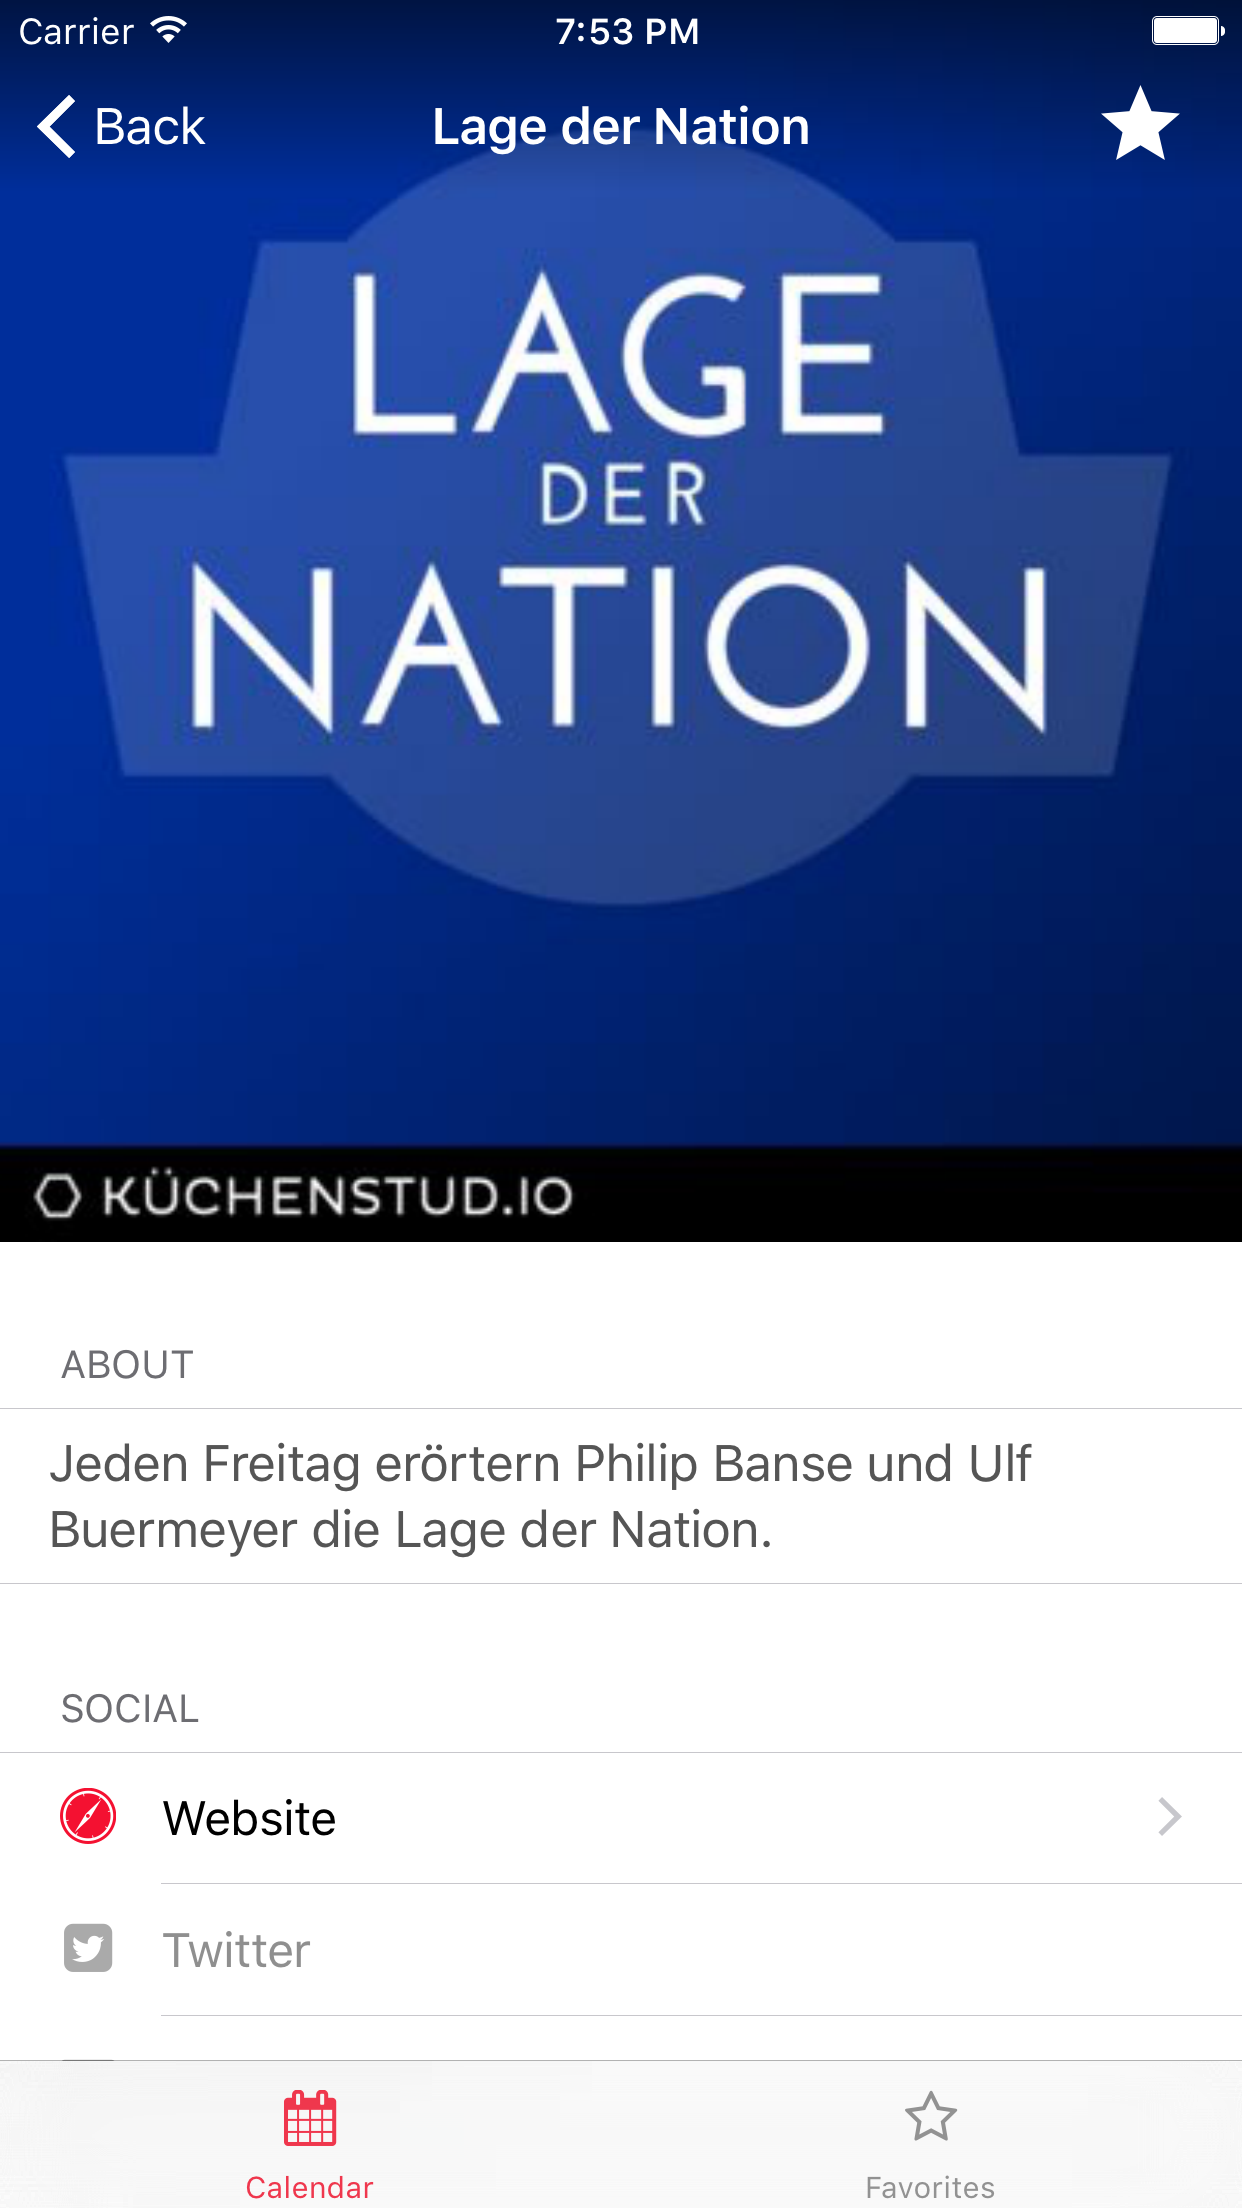 Carrier
7:53 PM
Back
Lage der Nation
LAGE
DER
NATION
KÜCHENSTUD.IO
ABOUT
Jeden Freitag erörtern Philip Banse und Ulf
Buermeyer die Lage der Nation.
SOCIAL
Website
Twitter
Calendar
Favorites